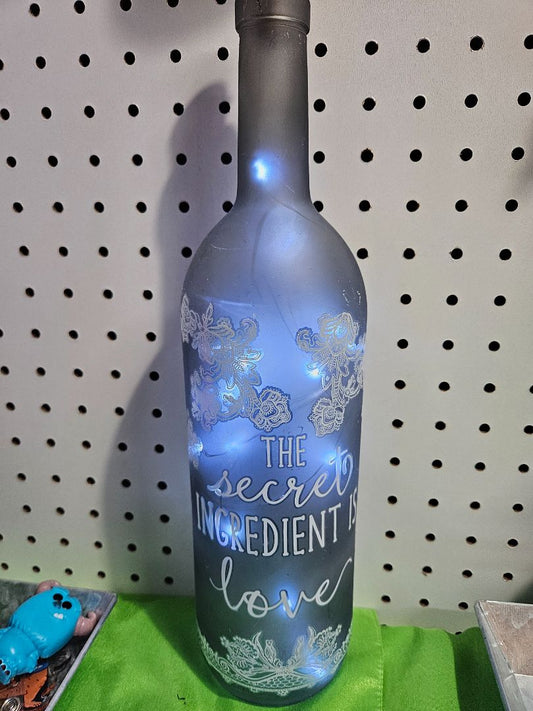 THE
secret
INGREDIENT IS
love